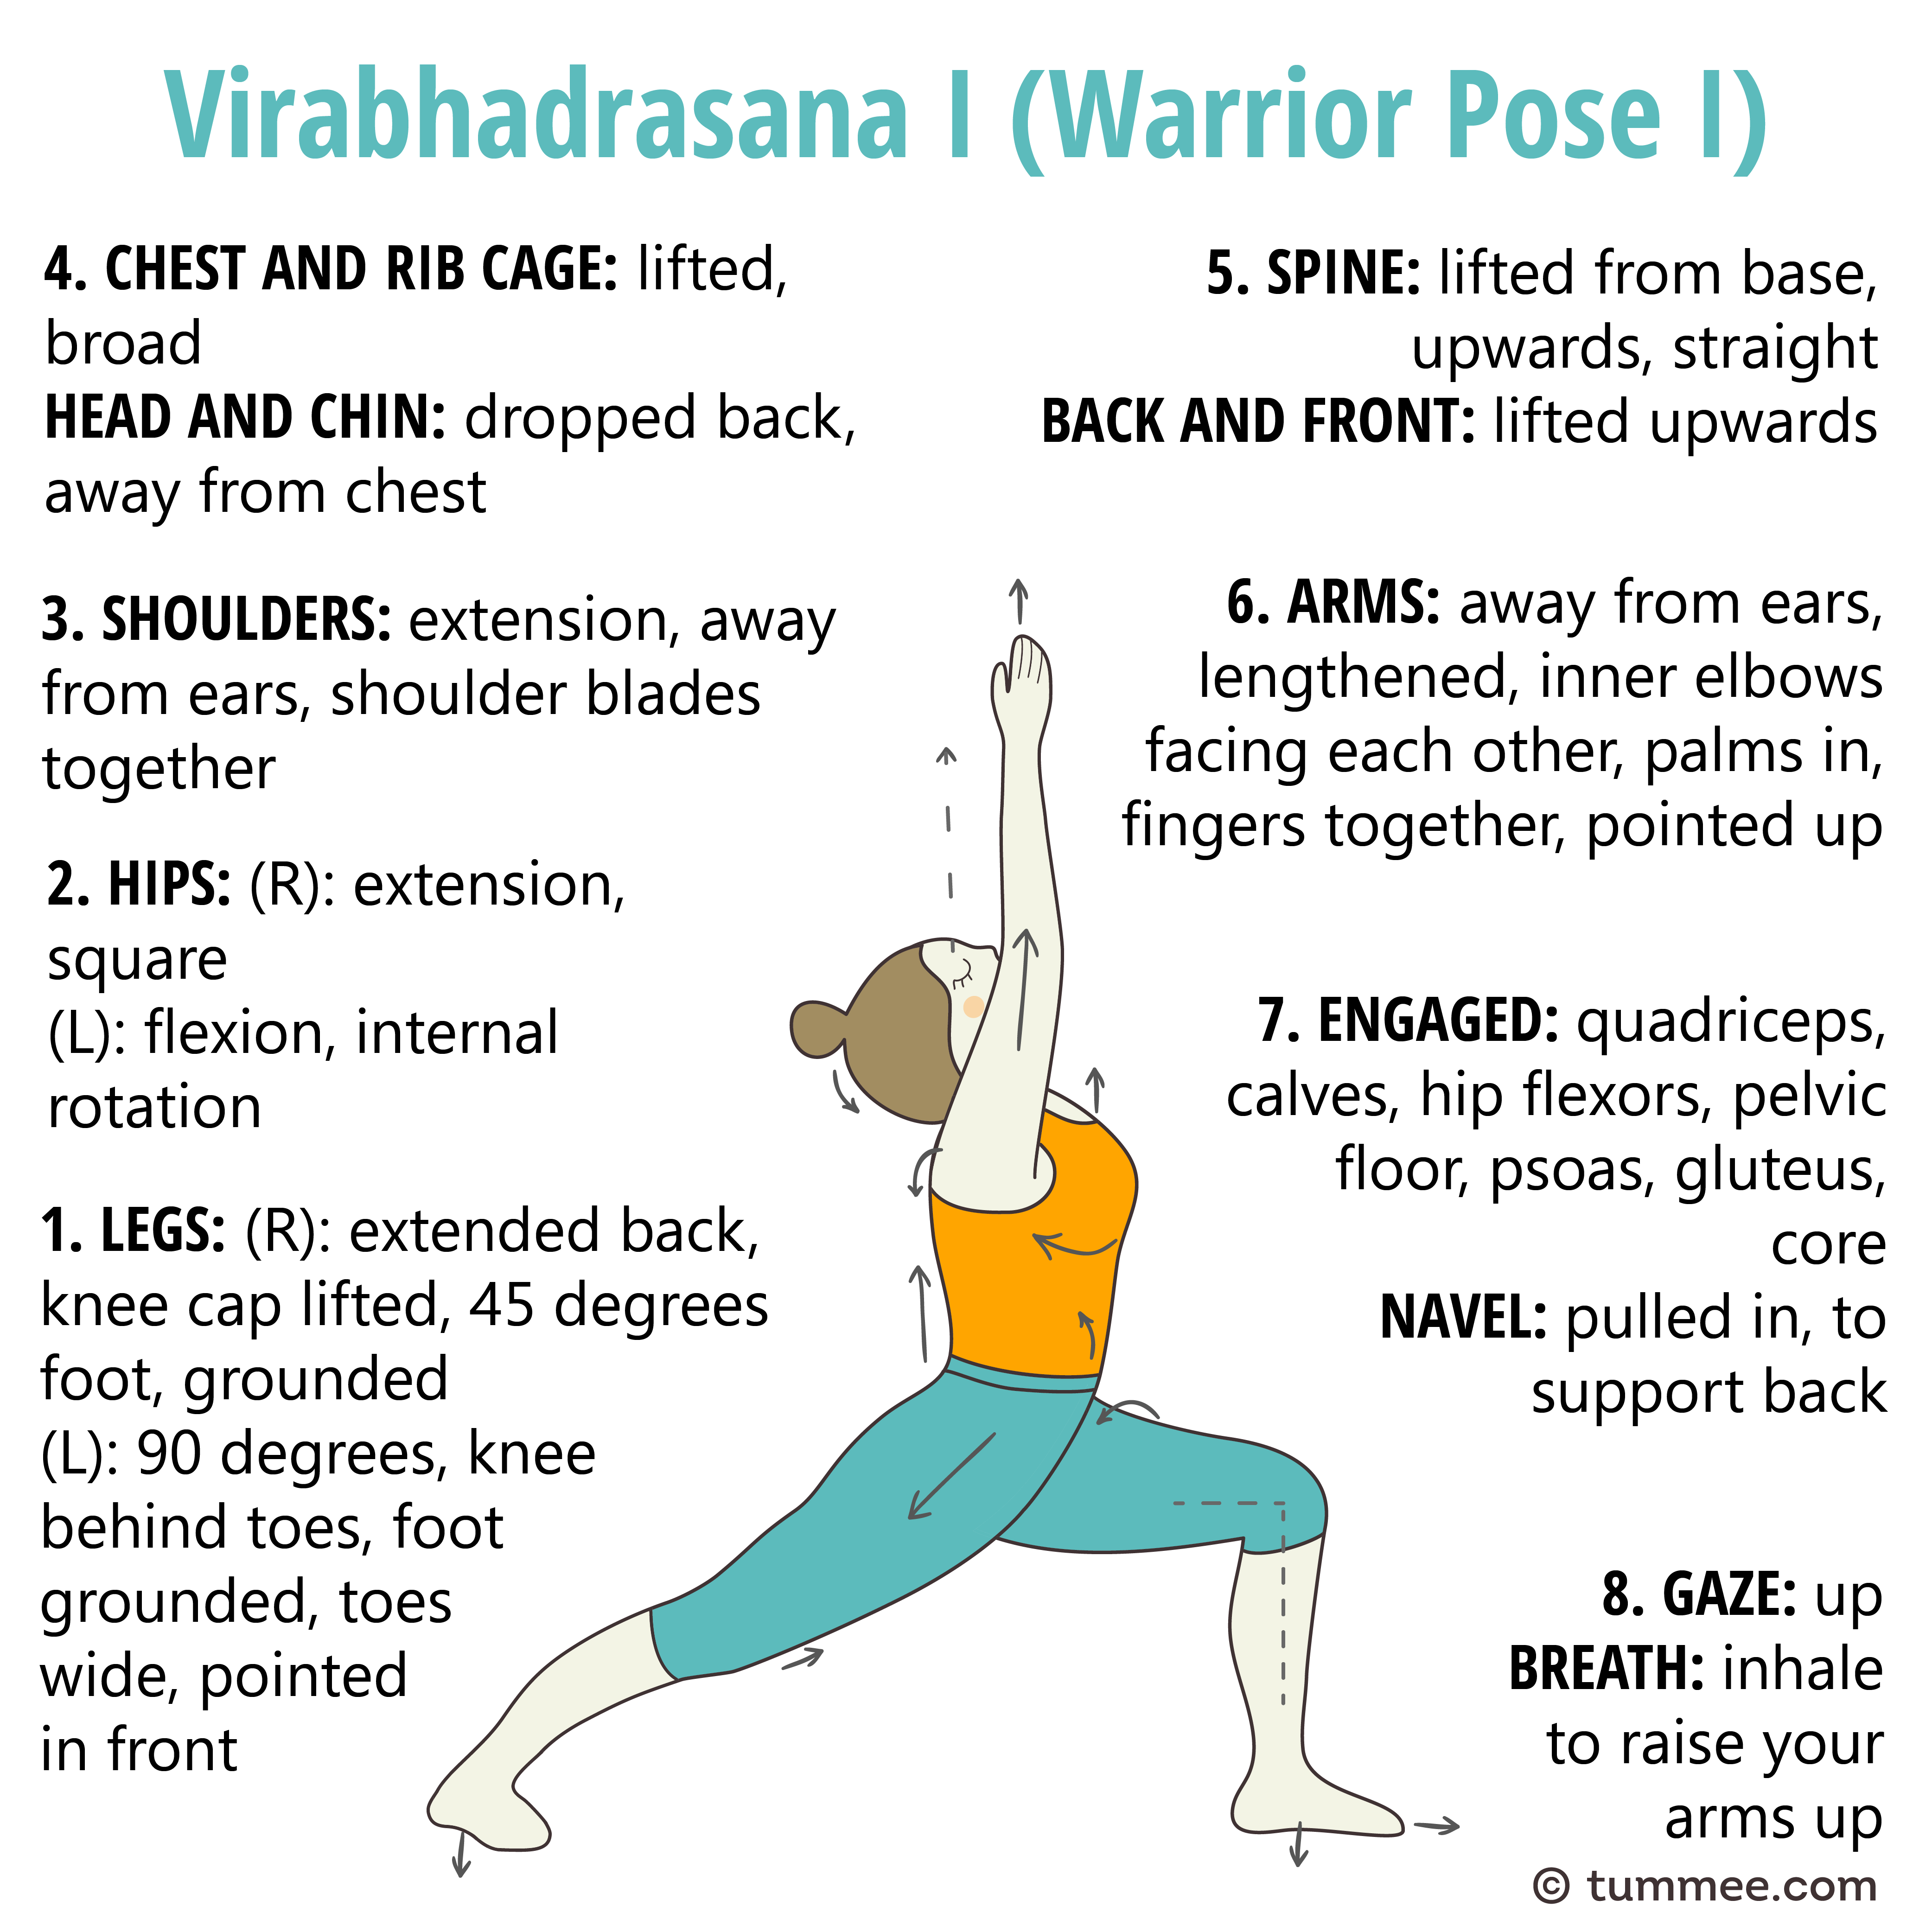 Virabhadrasana I (Warrior Pose I)
4. CHEST AND RIB CAGE: lifted,
broad
HEAD AND CHIN: dropped back,
away from chest
3. SHOULDERS: extension, away
from ears, shoulder blades
together
2. HIPS: (R): extension,
square
(L): flexion, internal
rotation
1. LEGS: (R): extended back,
knee cap lifted, 45 degrees
foot, grounded
(L): 90 degrees, knee
behind toes, foot
grounded, toes
wide, pointed
in front
5. SPINE: lifted from base,
upwards, straight
BACK AND FRONT: lifted upwards
6. ARMS: away from ears,
lengthened, inner elbows
facing each other, palms in,
fingers together, pointed up
7. ENGAGED: quadriceps,
calves, hip flexors, pelvic
floor, psoas, gluteus,
core
NAVEL: pulled in, to
support back
8. GAZE: up
BREATH: inhale
to raise your
arms up
© tummee.com